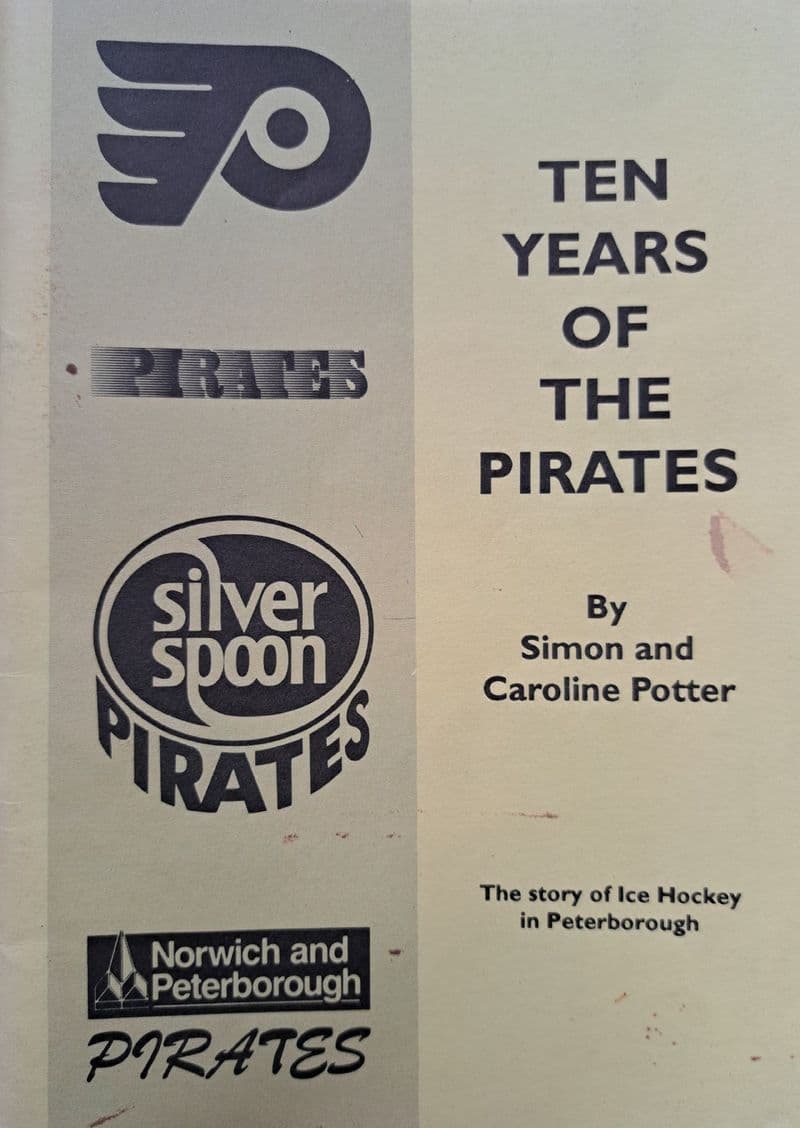 PIRATES
silver
spoon
PIRATES
Norwich and
Peterborough
PIRATES
TEN
YEARS
OF
THE
PIRATES
By
Simon and
Caroline Potter
The story of Ice Hockey
in Peterborough